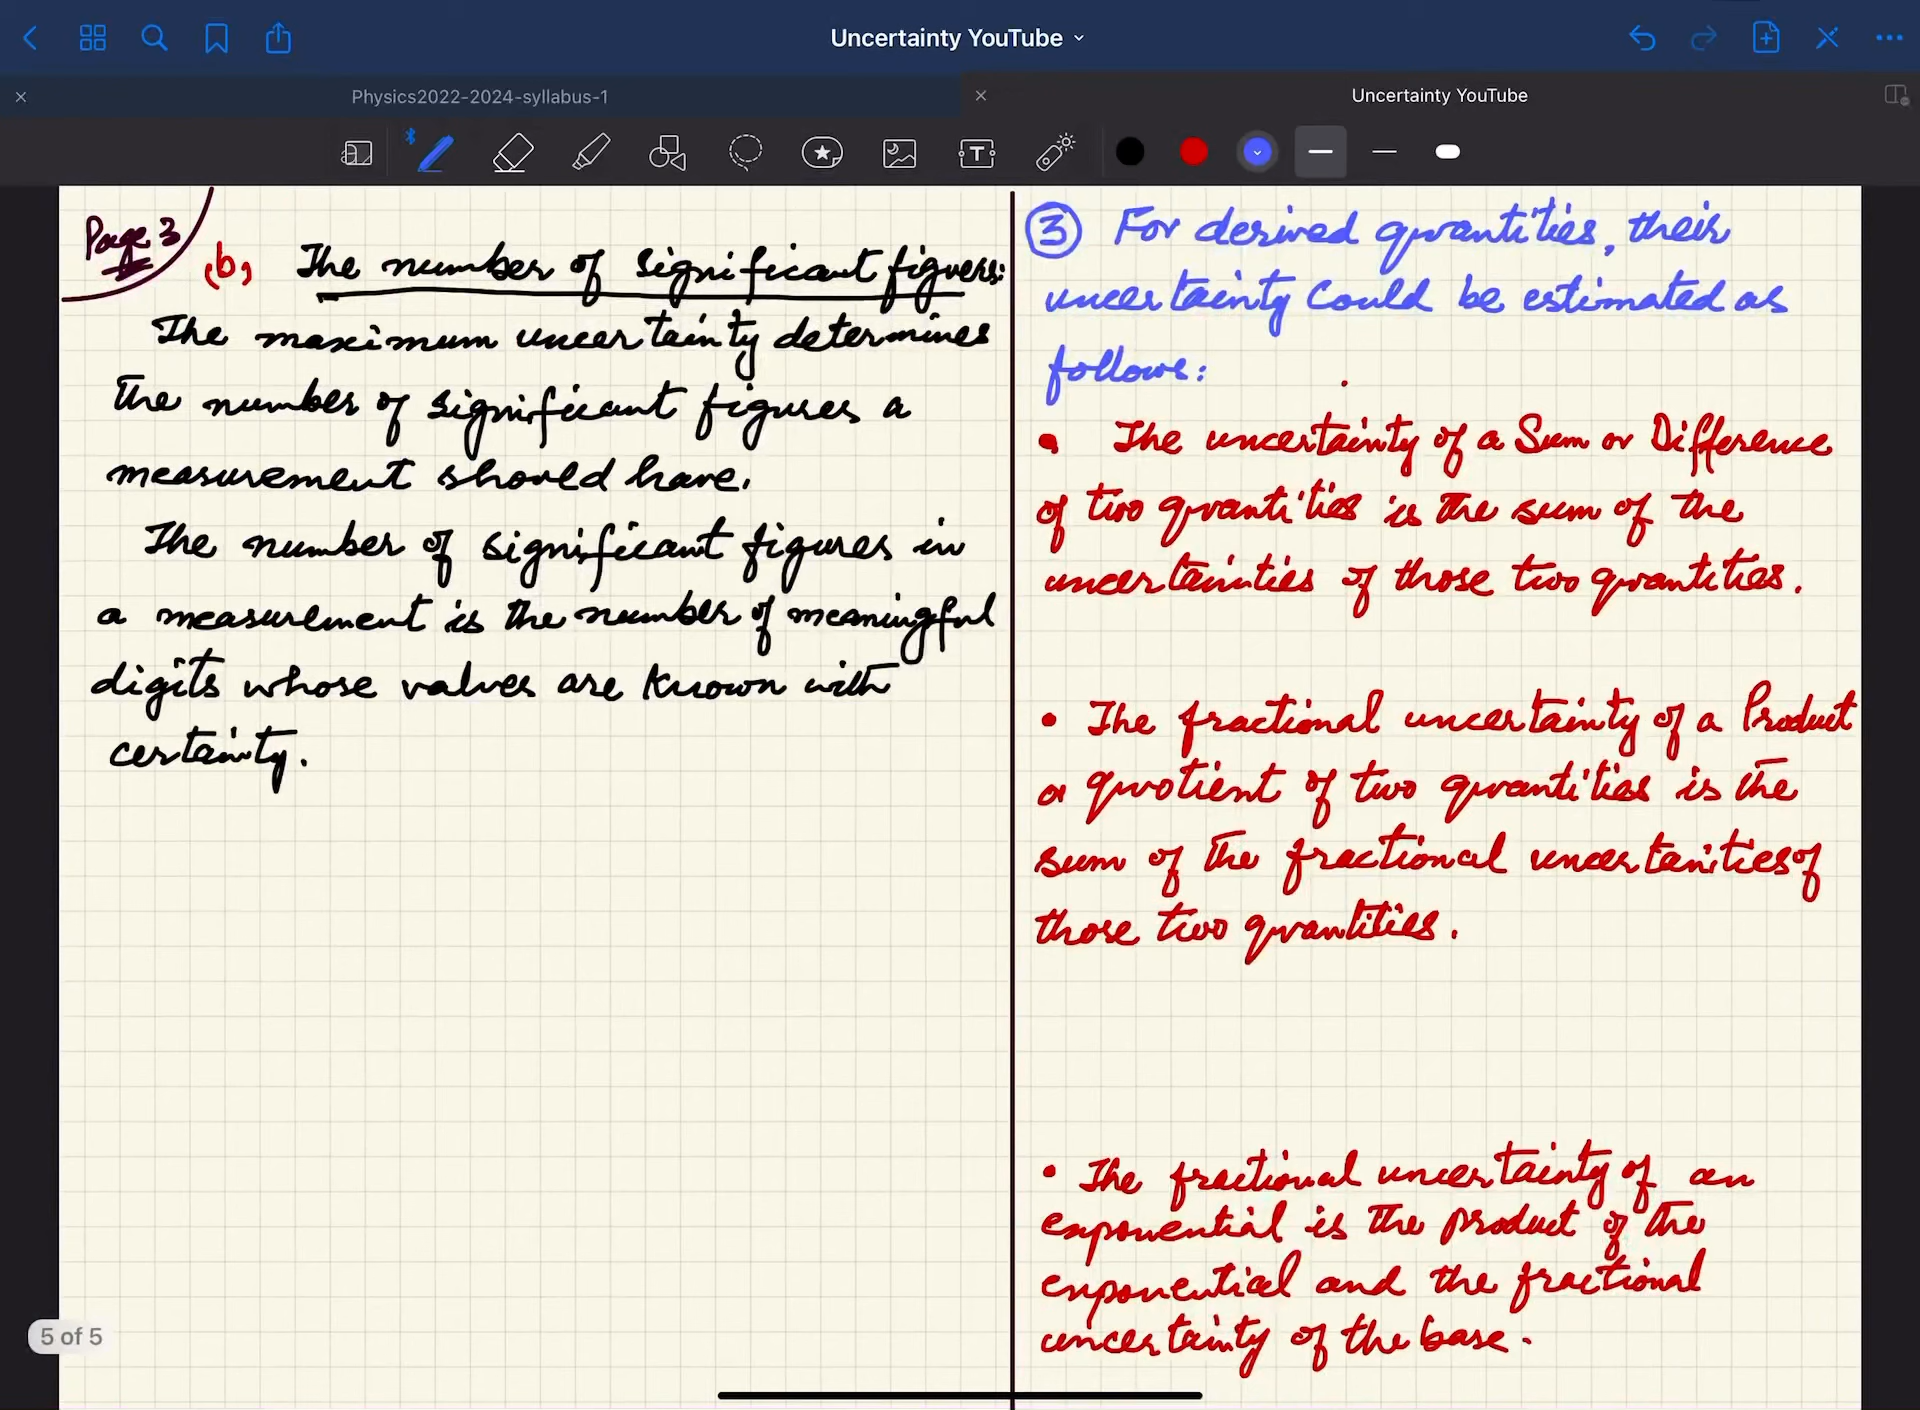 Uncertainty YouTube
Physics2022-2024-syllabus-1
Uncertainty YouTube
Page 3
(b) The number of significant figures:
The maximum uncertainty determines
the number of significant figures a
measurement should have.
The number of significant figures in
a measurement is the number of meaningful
digits whose values are known with
certainty.
③ For derived quantities, their
uncertainty could be estimated as
follows:
• The uncertainty of a Sum or Difference
of two quantities is the sum of the
uncertainties of those two quantities.
• The fractional uncertainty of a Product
or quotient of two quantities is the
sum of the fractional uncertanities of
those two quantities.
• The fractional uncertainty of an
exponential is the product of the
exponential and the fractional
uncertainty of the base.
5 of 5